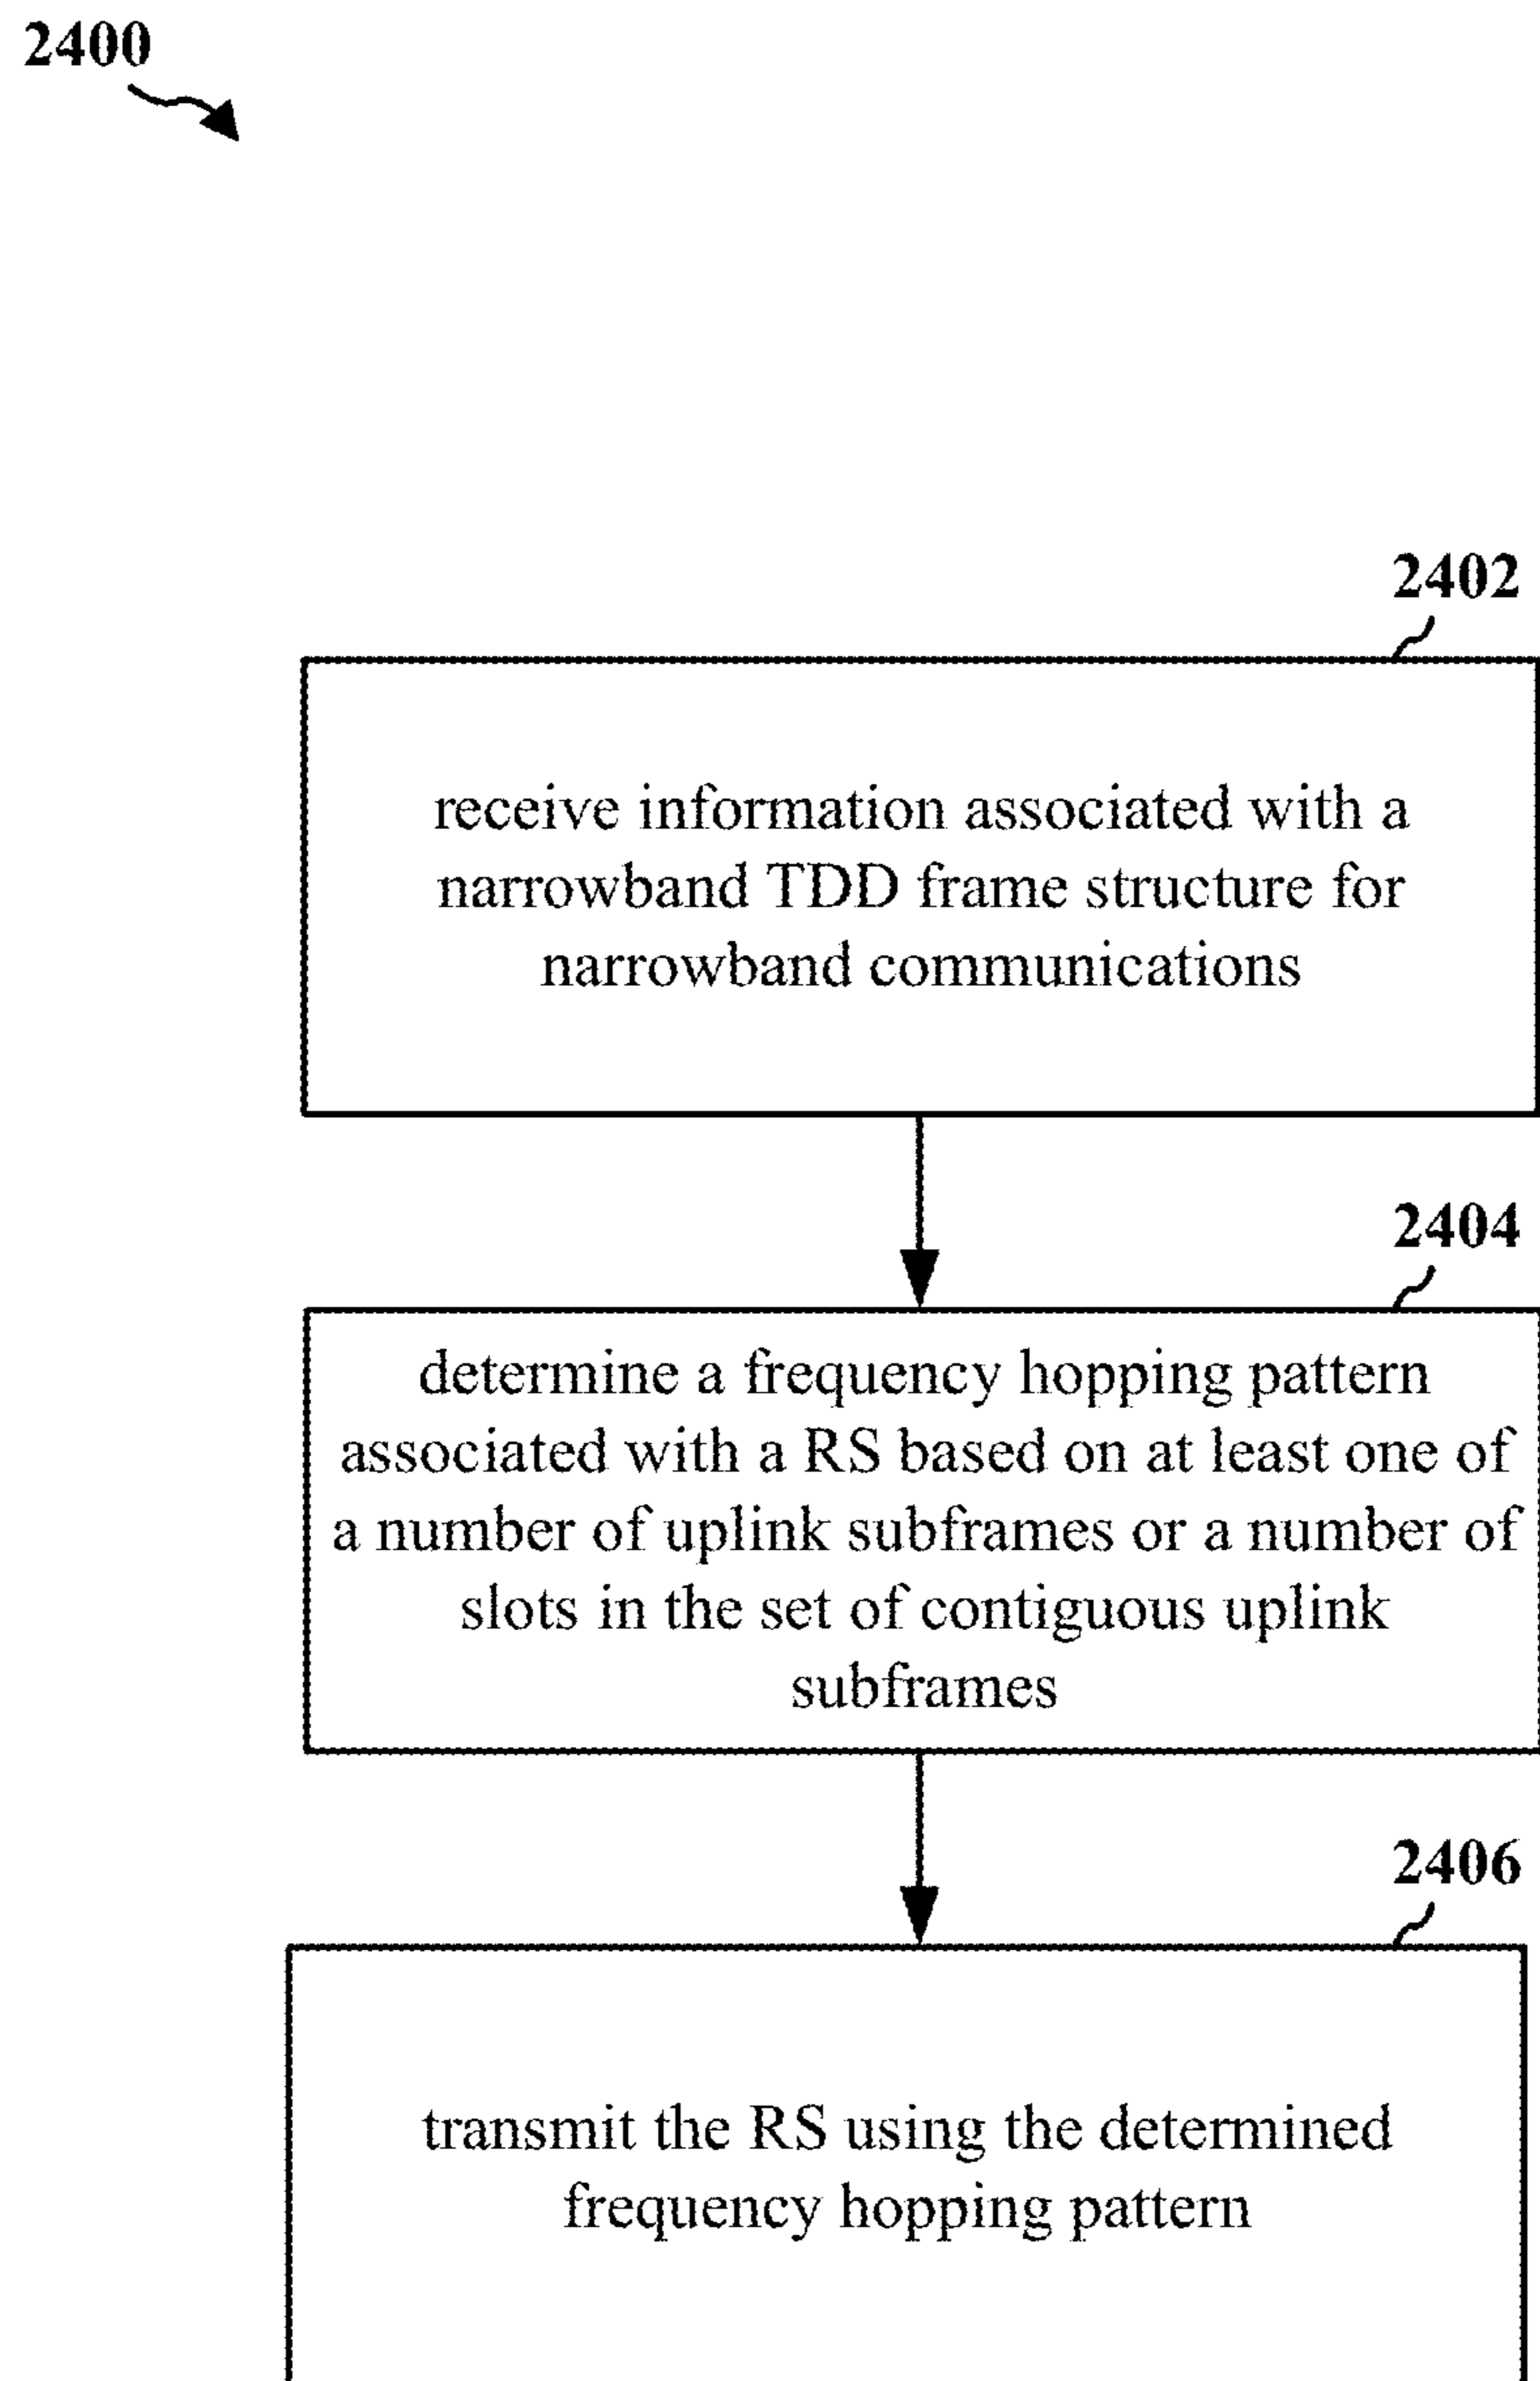 2400
2402
receive information associated with a
narrowband TDD frame structure for
narrowband communications
2404
determine a frequency hopping pattern
associated with a RS based on at least one of
a number of uplink subframes or a number of
slots in the set of contiguous uplink
subframes
2406
transmit the RS using the determined
frequency hopping pattern